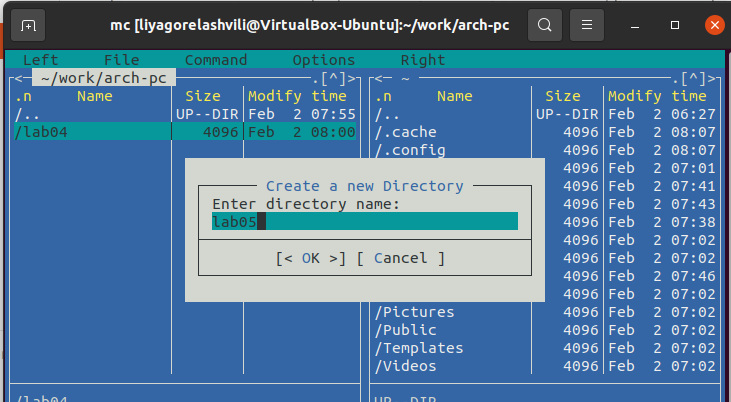 mc [liyagorelashvili@VirtualBox-Ubuntu]:~/work/arch-pc
Left File Command Options Right
<— ~/work/arch-pc .[^]>
.n Name Size Modify time
/.. UP--DIR Feb 2 07:55
/lab04 4096 Feb 2 08:00
<— ~ .[^]>
.n Name Size Modify time
/.. UP--DIR Feb 2 06:27
/.cache 4096 Feb 2 08:07
/.config 4096 Feb 2 08:07
4096 Feb 2 07:01
4096 Feb 2 07:41
4096 Feb 2 07:43
4096 Feb 2 07:38
4096 Feb 2 07:02
4096 Feb 2 07:02
4096 Feb 2 07:46
4096 Feb 2 07:02
/Pictures 4096 Feb 2 07:02
/Public 4096 Feb 2 07:02
/Templates 4096 Feb 2 07:02
/Videos 4096 Feb 2 07:02
Create a new Directory
Enter directory name:
lab05
[< OK >] [ Cancel ]
/lab04
UP--DIR